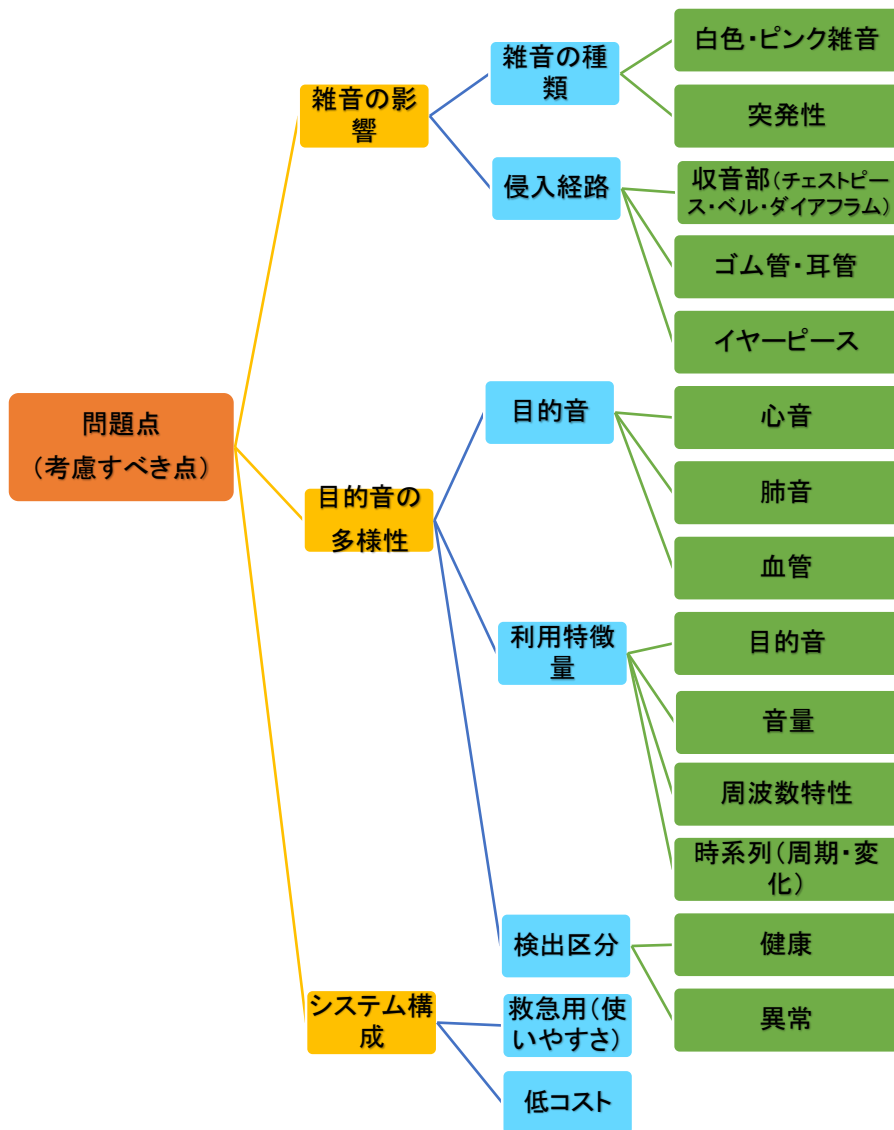 問題点
（考慮すべき点）
雑音の影
響
雑音の種
類
白色・ピンク雑音
突発性
侵入経路
収音部（チェストピー
ス・ベル・ダイアフラム）
ゴム管・耳管
イヤーピース
目的音の
多様性
目的音
心音
肺音
血管
利用特徴
量
目的音
音量
周波数特性
時系列（周期・変
化）
検出区分
健康
異常
システム構
成
救急用（使
いやすさ）
低コスト